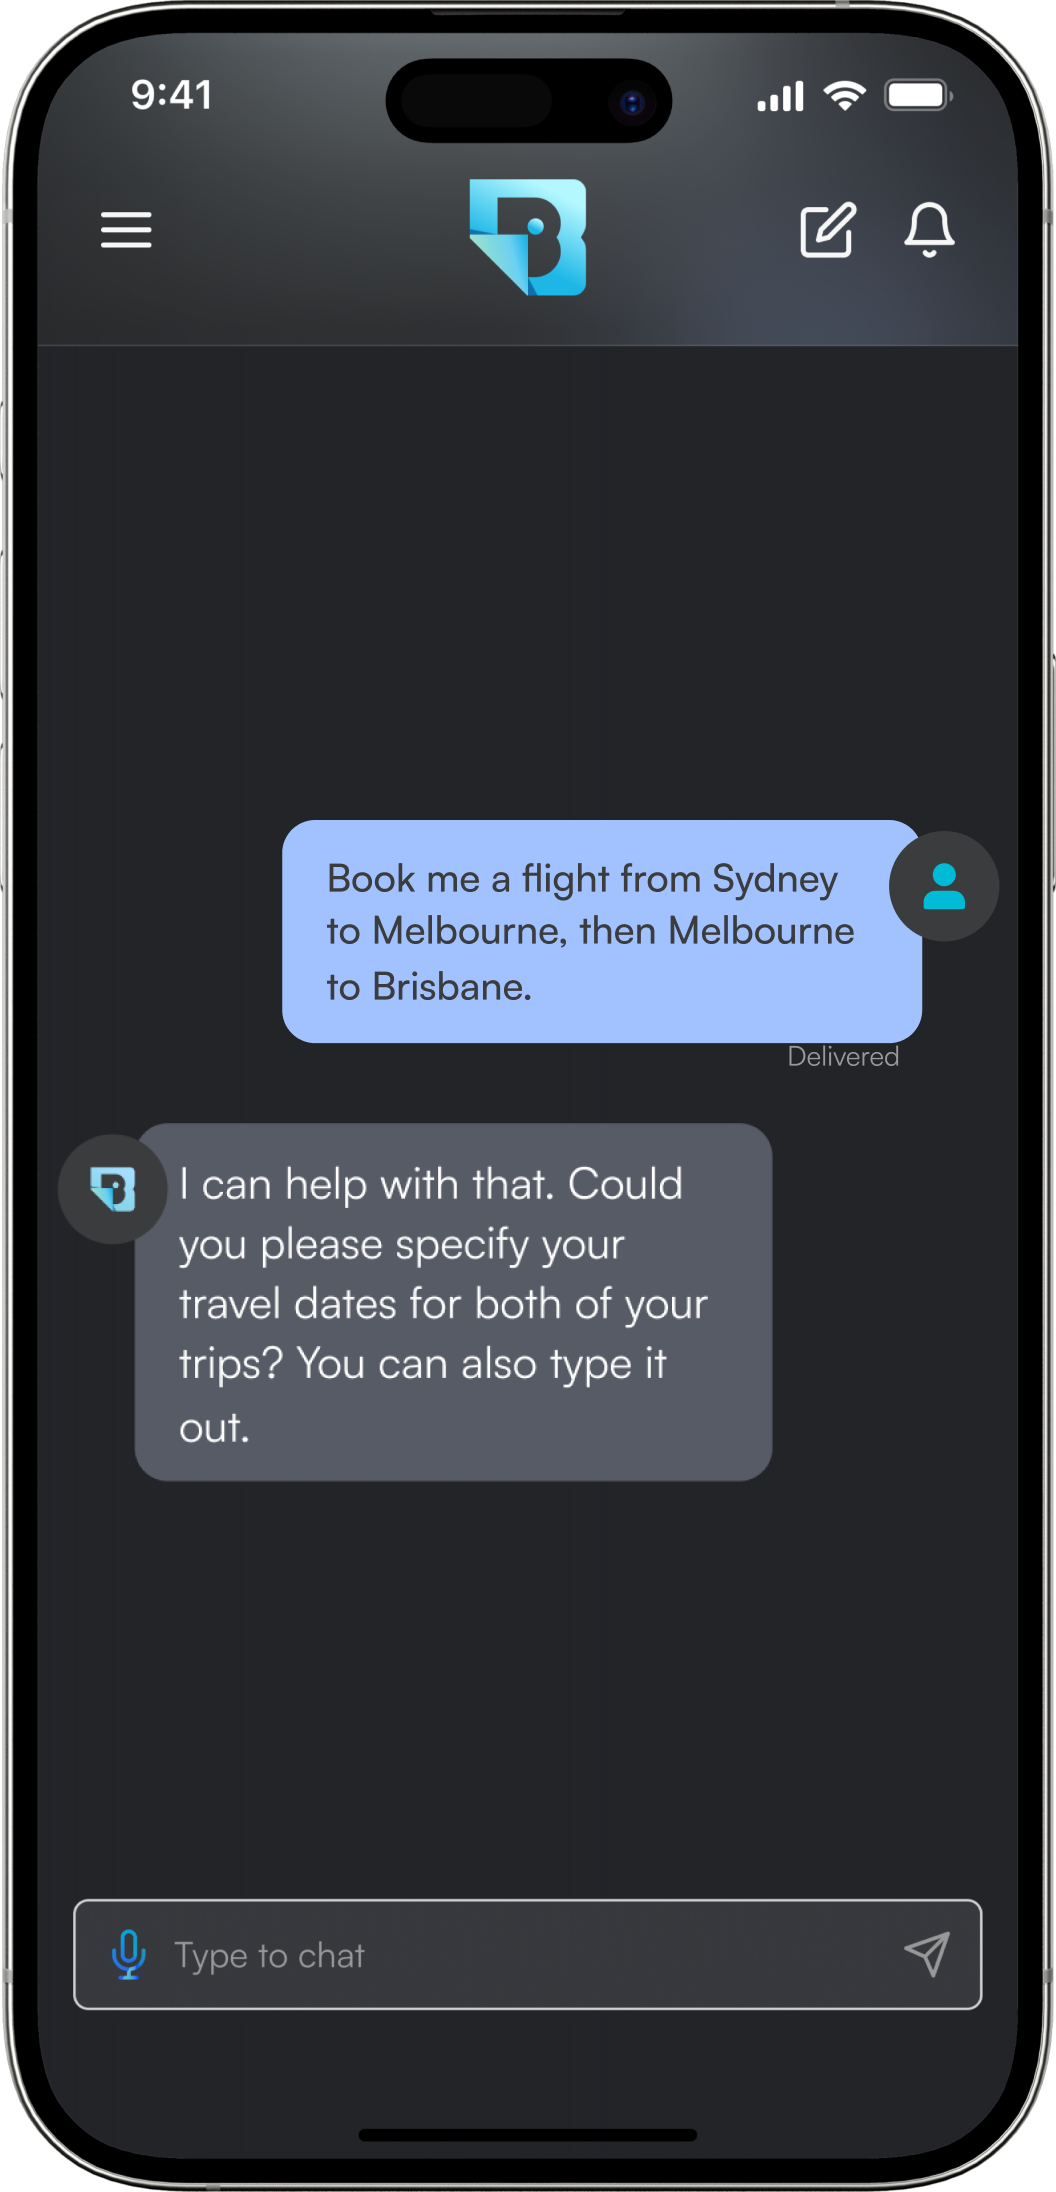 9:41
Book me a flight from Sydney
to Melbourne, then Melbourne
to Brisbane.
Delivered
I can help with that. Could
you please specify your
travel dates for both of your
trips? You can also type it
out.
Type to chat